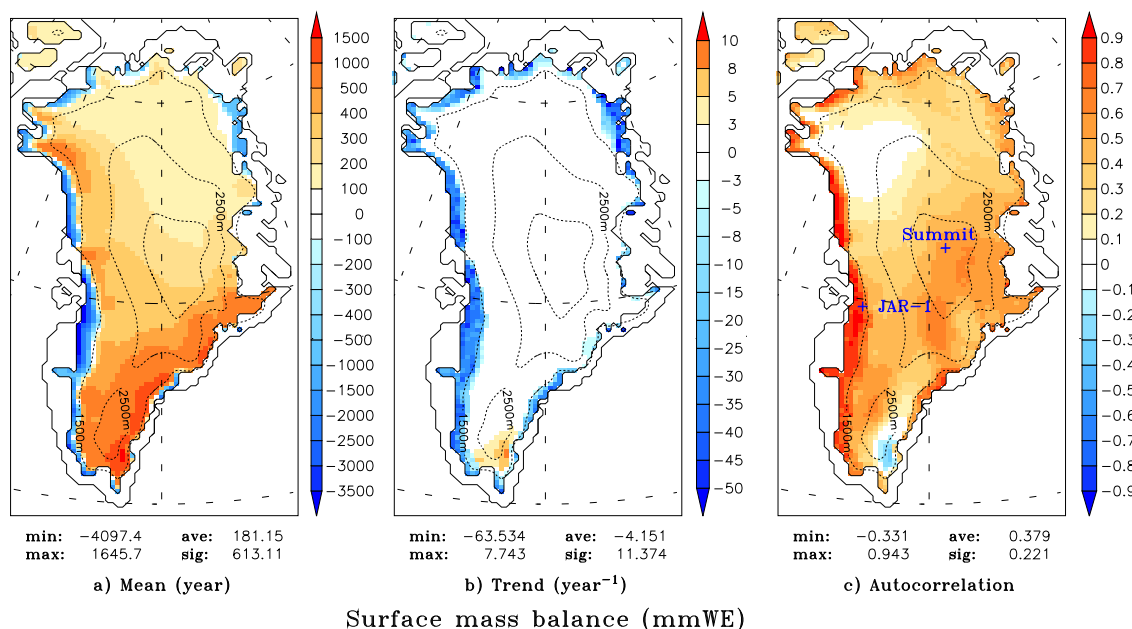 1500
1000
500
400
300
200
100
0
−100
−300
−500
−1000
−1500
−2000
−2500
−3000
−3500
2500m
2500m
1500m
min: −4097.4 ave: 181.15
max: 1645.7 sig: 613.11
a) Mean (year)
10
8
5
3
0
−3
−5
−8
−10
−15
−20
−25
−30
−35
−40
−45
−50
2500m
2500m
1500m
min: −63.534 ave: −4.151
max: 7.743 sig: 11.374
b) Trend (year⁻¹)
0.9
0.8
0.7
0.6
0.5
0.4
0.3
0.2
0.1
0
−0.1
−0.2
−0.3
−0.4
−0.5
−0.6
−0.7
−0.8
−0.9
2500m
Summit
JAR−1
2500m
1500m
min: −0.331 ave: 0.379
max: 0.943 sig: 0.221
c) Autocorrelation
Surface mass balance (mmWE)